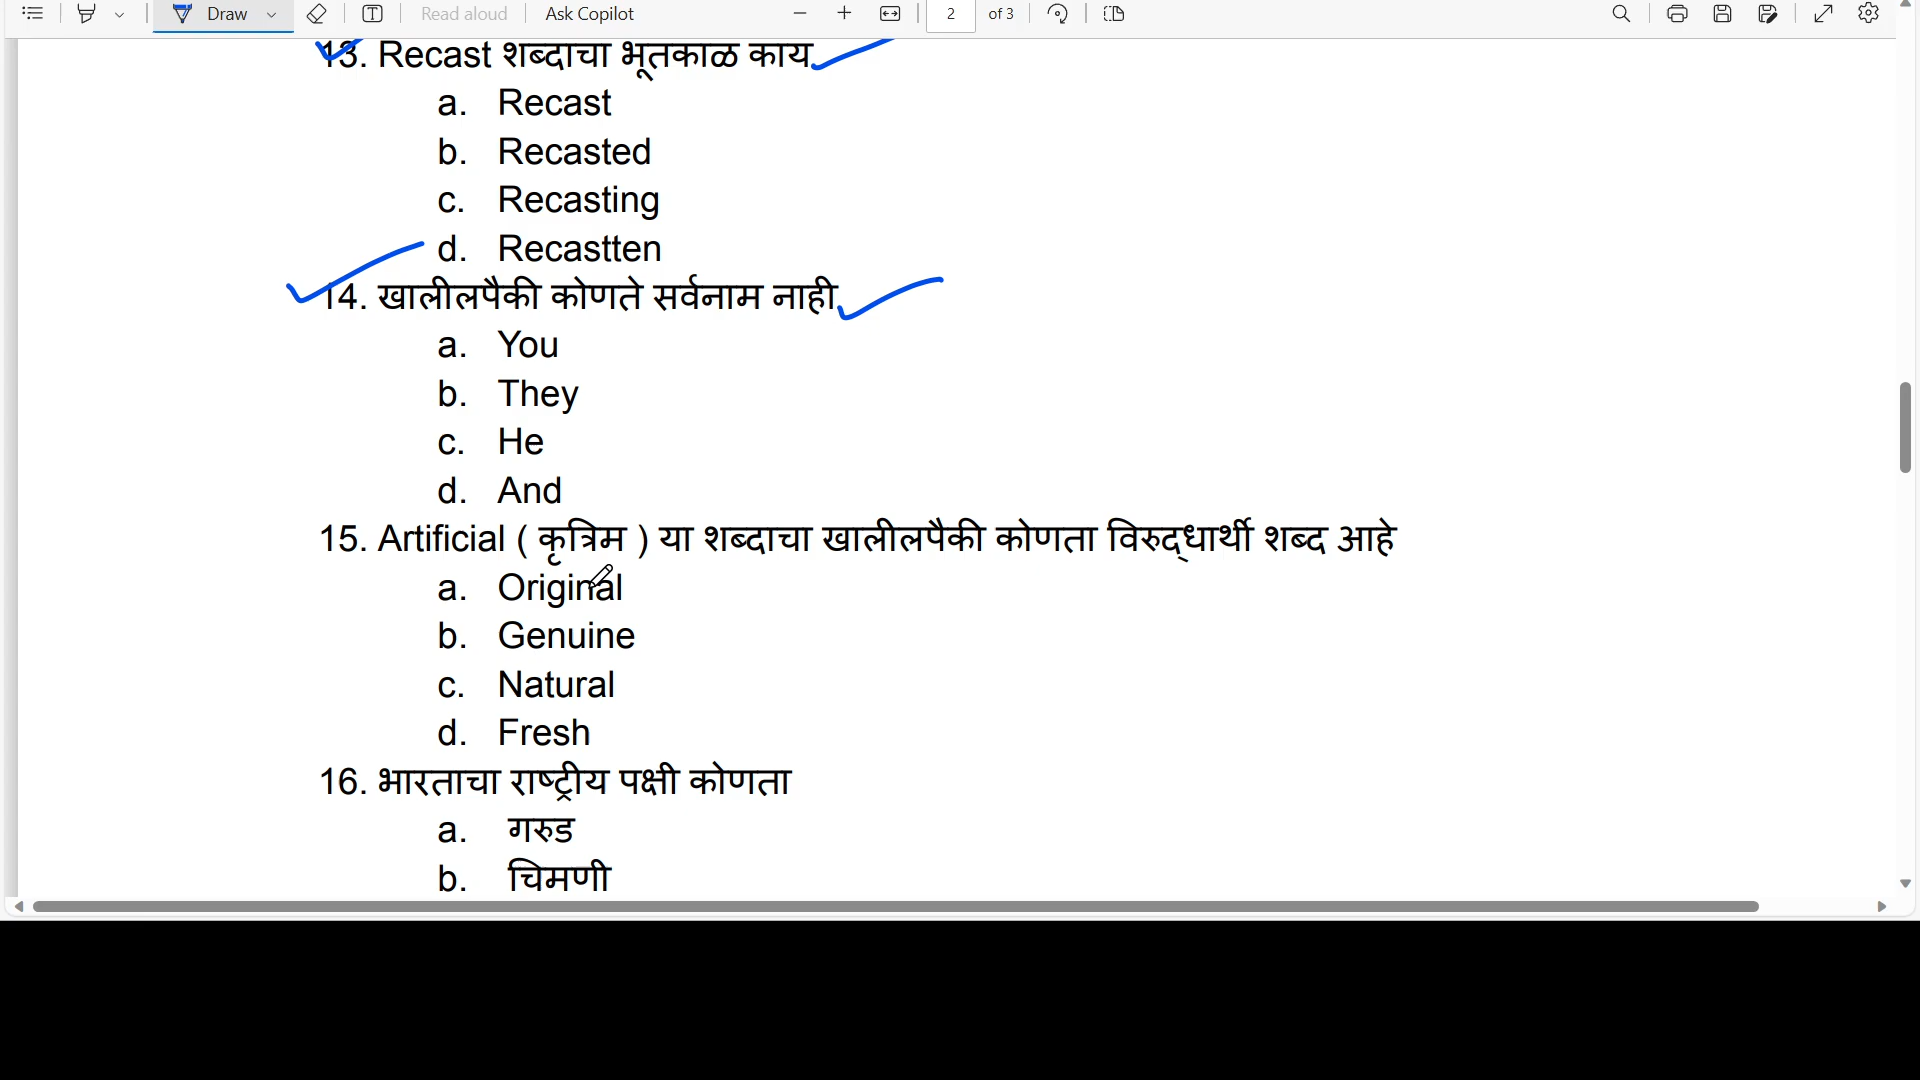 Draw Read aloud Ask Copilot 2 of 3
13. Recast शब्दाचा भूतकाळ काय
a. Recast
b. Recasted
c. Recasting
d. Recastten
14. खालीलपैकी कोणते सर्वनाम नाही
a. You
b. They
c. He
d. And
15. Artificial ( कृत्रिम ) या शब्दाचा खालीलपैकी कोणता विरुद्धार्थी शब्द आहे
a. Original
b. Genuine
c. Natural
d. Fresh
16. भारताचा राष्ट्रीय पक्षी कोणता
a. गरुड
b. चिमणी